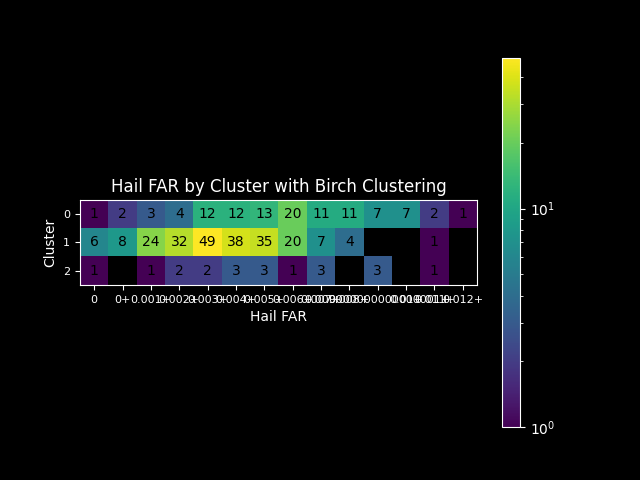 Hail FAR by Cluster with Birch Clustering
0 1 2 3 4 12 12 13 20 11 11 7 7 2 1
1 6 8 24 32 49 38 35 20 7 4 1
2 1 1 2 2 3 3 1 3 3 1
Cluster
0 0+
Hail FAR
10¹
10⁰